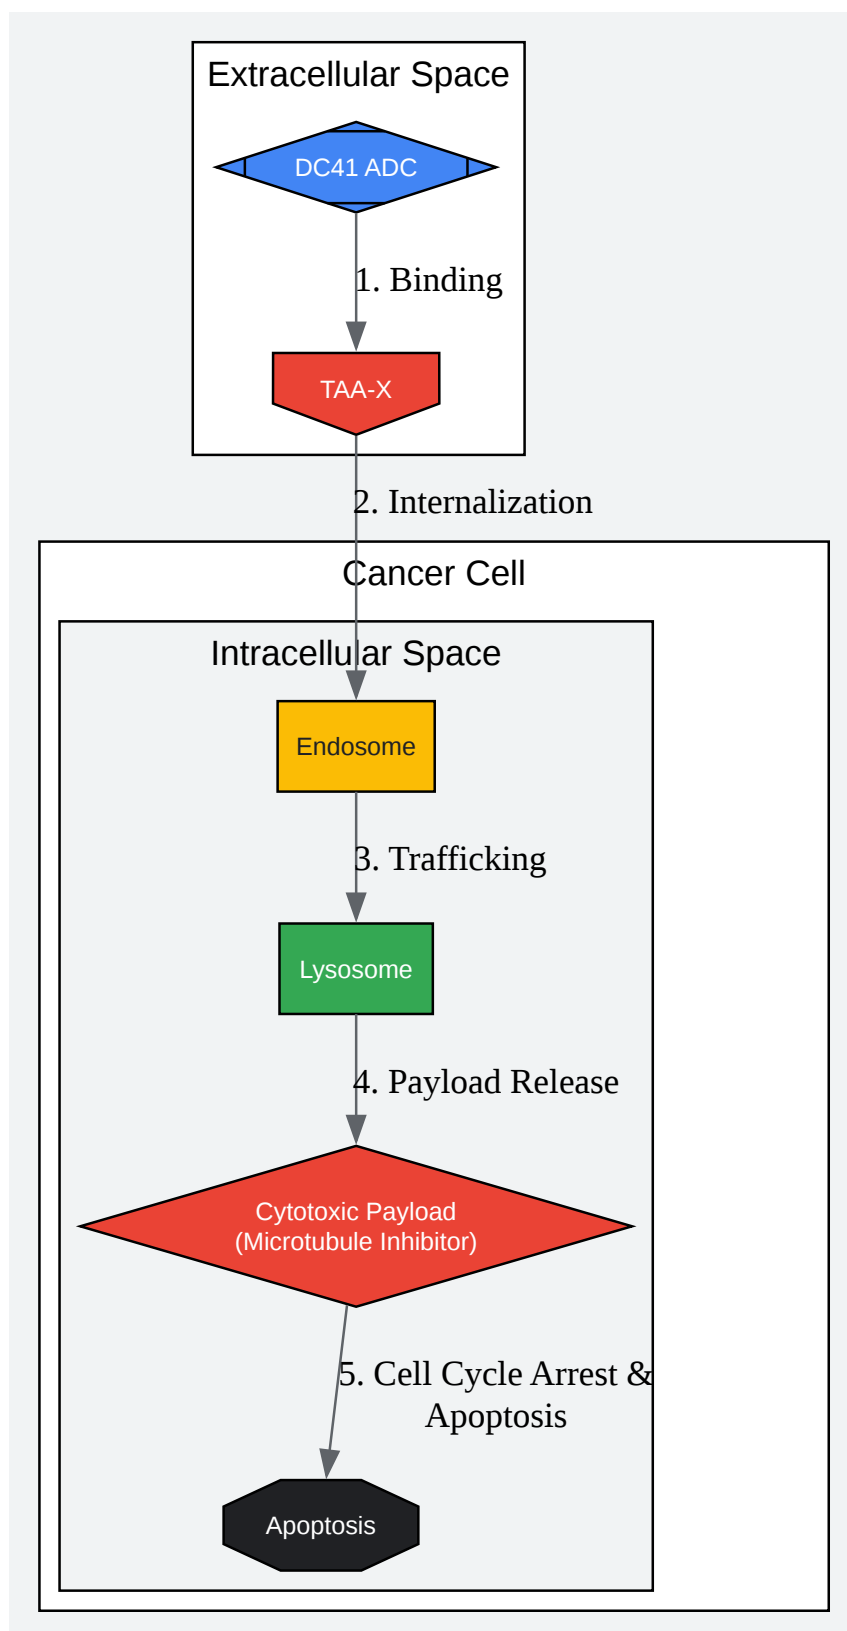 Extracellular Space
DC41 ADC
1. Binding
TAA-X
2. Internalization
Cancer Cell
Intracellular Space
Endosome
3. Trafficking
Lysosome
4. Payload Release
Cytotoxic Payload
(Microtubule Inhibitor)
5. Cell Cycle Arrest &
Apoptosis
Apoptosis